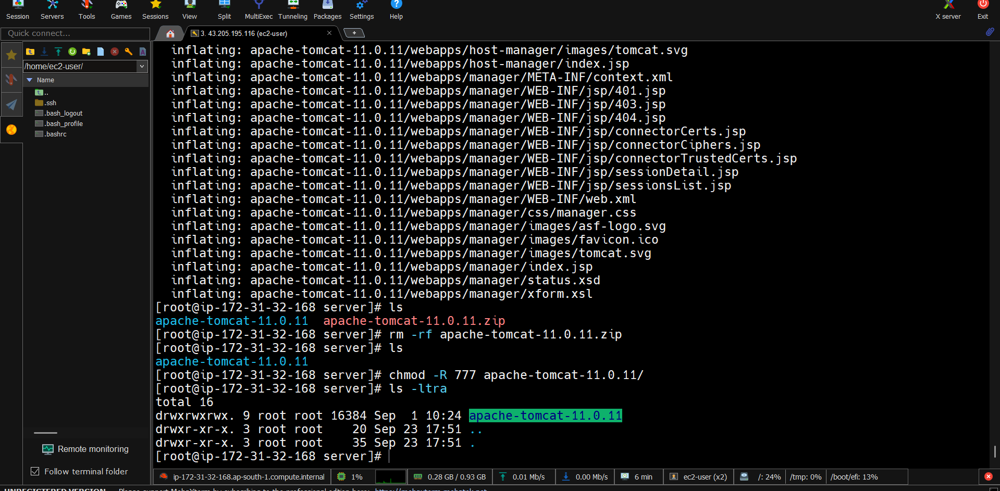 Session Servers Tools Games Sessions View Split MultiExec Tunneling Packages Settings Help X server Exit
Quick connect...
3. 43.205.195.116 (ec2-user)
/home/ec2-user/
Name
..
.ssh
.bash_logout
.bash_profile
.bashrc
inflating: apache-tomcat-11.0.11/webapps/host-manager/images/tomcat.svg
inflating: apache-tomcat-11.0.11/webapps/host-manager/index.jsp
inflating: apache-tomcat-11.0.11/webapps/manager/META-INF/context.xml
inflating: apache-tomcat-11.0.11/webapps/manager/WEB-INF/jsp/401.jsp
inflating: apache-tomcat-11.0.11/webapps/manager/WEB-INF/jsp/403.jsp
inflating: apache-tomcat-11.0.11/webapps/manager/WEB-INF/jsp/404.jsp
inflating: apache-tomcat-11.0.11/webapps/manager/WEB-INF/jsp/connectorCerts.jsp
inflating: apache-tomcat-11.0.11/webapps/manager/WEB-INF/jsp/connectorCiphers.jsp
inflating: apache-tomcat-11.0.11/webapps/manager/WEB-INF/jsp/connectorTrustedCerts.jsp
inflating: apache-tomcat-11.0.11/webapps/manager/WEB-INF/jsp/sessionDetail.jsp
inflating: apache-tomcat-11.0.11/webapps/manager/WEB-INF/jsp/sessionsList.jsp
inflating: apache-tomcat-11.0.11/webapps/manager/WEB-INF/web.xml
inflating: apache-tomcat-11.0.11/webapps/manager/css/manager.css
inflating: apache-tomcat-11.0.11/webapps/manager/images/asf-logo.svg
inflating: apache-tomcat-11.0.11/webapps/manager/images/favicon.ico
inflating: apache-tomcat-11.0.11/webapps/manager/images/tomcat.svg
inflating: apache-tomcat-11.0.11/webapps/manager/index.jsp
inflating: apache-tomcat-11.0.11/webapps/manager/status.xsd
inflating: apache-tomcat-11.0.11/webapps/manager/xform.xsl
[root@ip-172-31-32-168 server]# ls
apache-tomcat-11.0.11  apache-tomcat-11.0.11.zip
[root@ip-172-31-32-168 server]# rm -rf apache-tomcat-11.0.11.zip
[root@ip-172-31-32-168 server]# ls
apache-tomcat-11.0.11
[root@ip-172-31-32-168 server]# chmod -R 777 apache-tomcat-11.0.11/
[root@ip-172-31-32-168 server]# ls -ltra
total 16
drwxrwxrwx. 9 root root 16384 Sep  1 10:24 apache-tomcat-11.0.11
drwxr-xr-x. 3 root root    20 Sep 23 17:51 ..
drwxr-xr-x. 3 root root    35 Sep 23 17:51 .
[root@ip-172-31-32-168 server]#
Remote monitoring
Follow terminal folder
ip-172-31-32-168.ap-south-1.compute.internal 1% 0.28 GB / 0.93 GB 0.01 Mb/s 0.00 Mb/s 6 min ec2-user (x2) /: 24% /tmp: 0% /boot/efi: 13%
UNREGISTERED VERSION - Please support MobaXterm by subscribing to the professional edition here: https://mobaxterm.mobatek.net